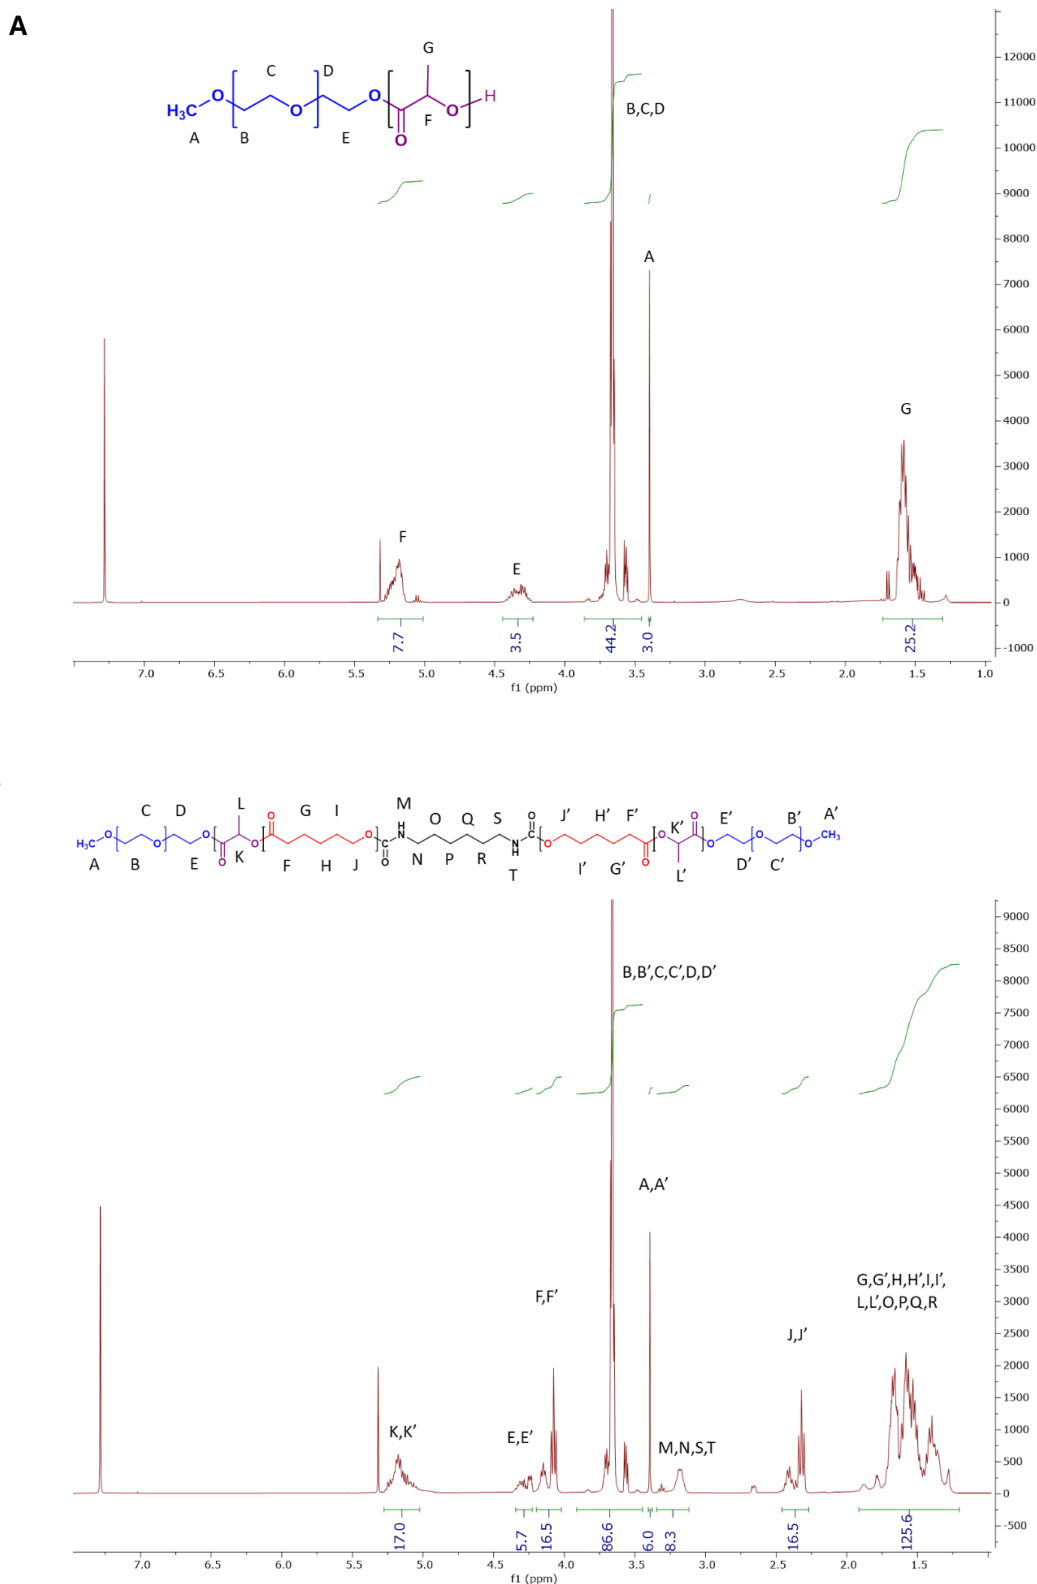 A
G
C
D
H₃C
O
O
O
O
O
H
A
B
E
F
B,C,D
A
G
F
E
12000
11000
10000
9000
8000
7000
6000
5000
4000
3000
2000
1000
0
-1000
7.7
3.5
44.2
3.0
25.2
7.0
6.5
6.0
5.5
5.0
4.5
4.0
3.5
3.0
2.5
2.0
1.5
1.0
f1 (ppm)
C D L G I M O Q S J' H' F' K' E' B' A'
H₃C O O O O O O O O H N N H O O O O O O O O CH₃
A B E K F H J N P R T I' G' L' D' C'
B,B',C,C',D,D'
A,A'
G,G',H,H',I,I',
L,L',O,P,Q,R
F,F'
J,J'
K,K'
E,E'
M,N,S,T
9000
8500
8000
7500
7000
6500
6000
5500
5000
4500
4000
3500
3000
2500
2000
1500
1000
500
0
-500
17.0
5.7
16.5
86.6
6.0
8.3
16.5
125.6
7.0
6.5
6.0
5.5
5.0
4.5
4.0
3.5
3.0
2.5
2.0
1.5
1.0
f1 (ppm)